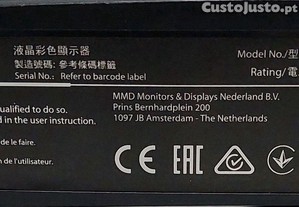 CustoJusto.pt
液晶彩色顯示器
製造號碼: 參考條碼標籤
Serial No.: Refer to barcode label
Model No./型
Rating/電
MMD Monitors & Displays Nederland B.V.
Prins Bernhardplein 200
1097 JB Amsterdam - The Netherlands
ualified to do so.
d in the user instruction.
de le faire.
n de l'utilisateur.
CE EAC